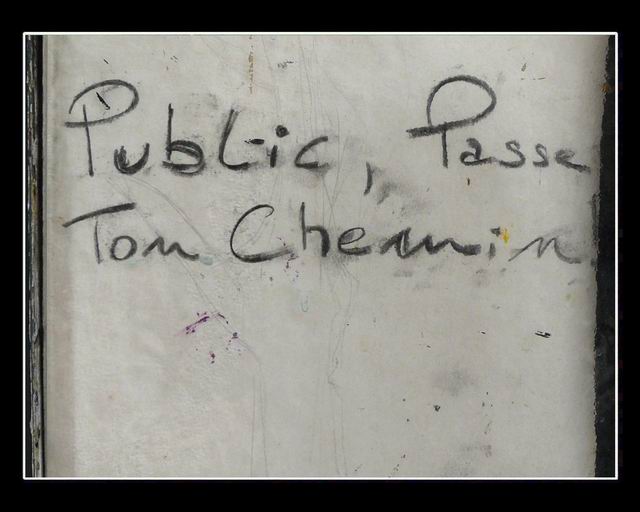 Public, Passe
Ton Chemin